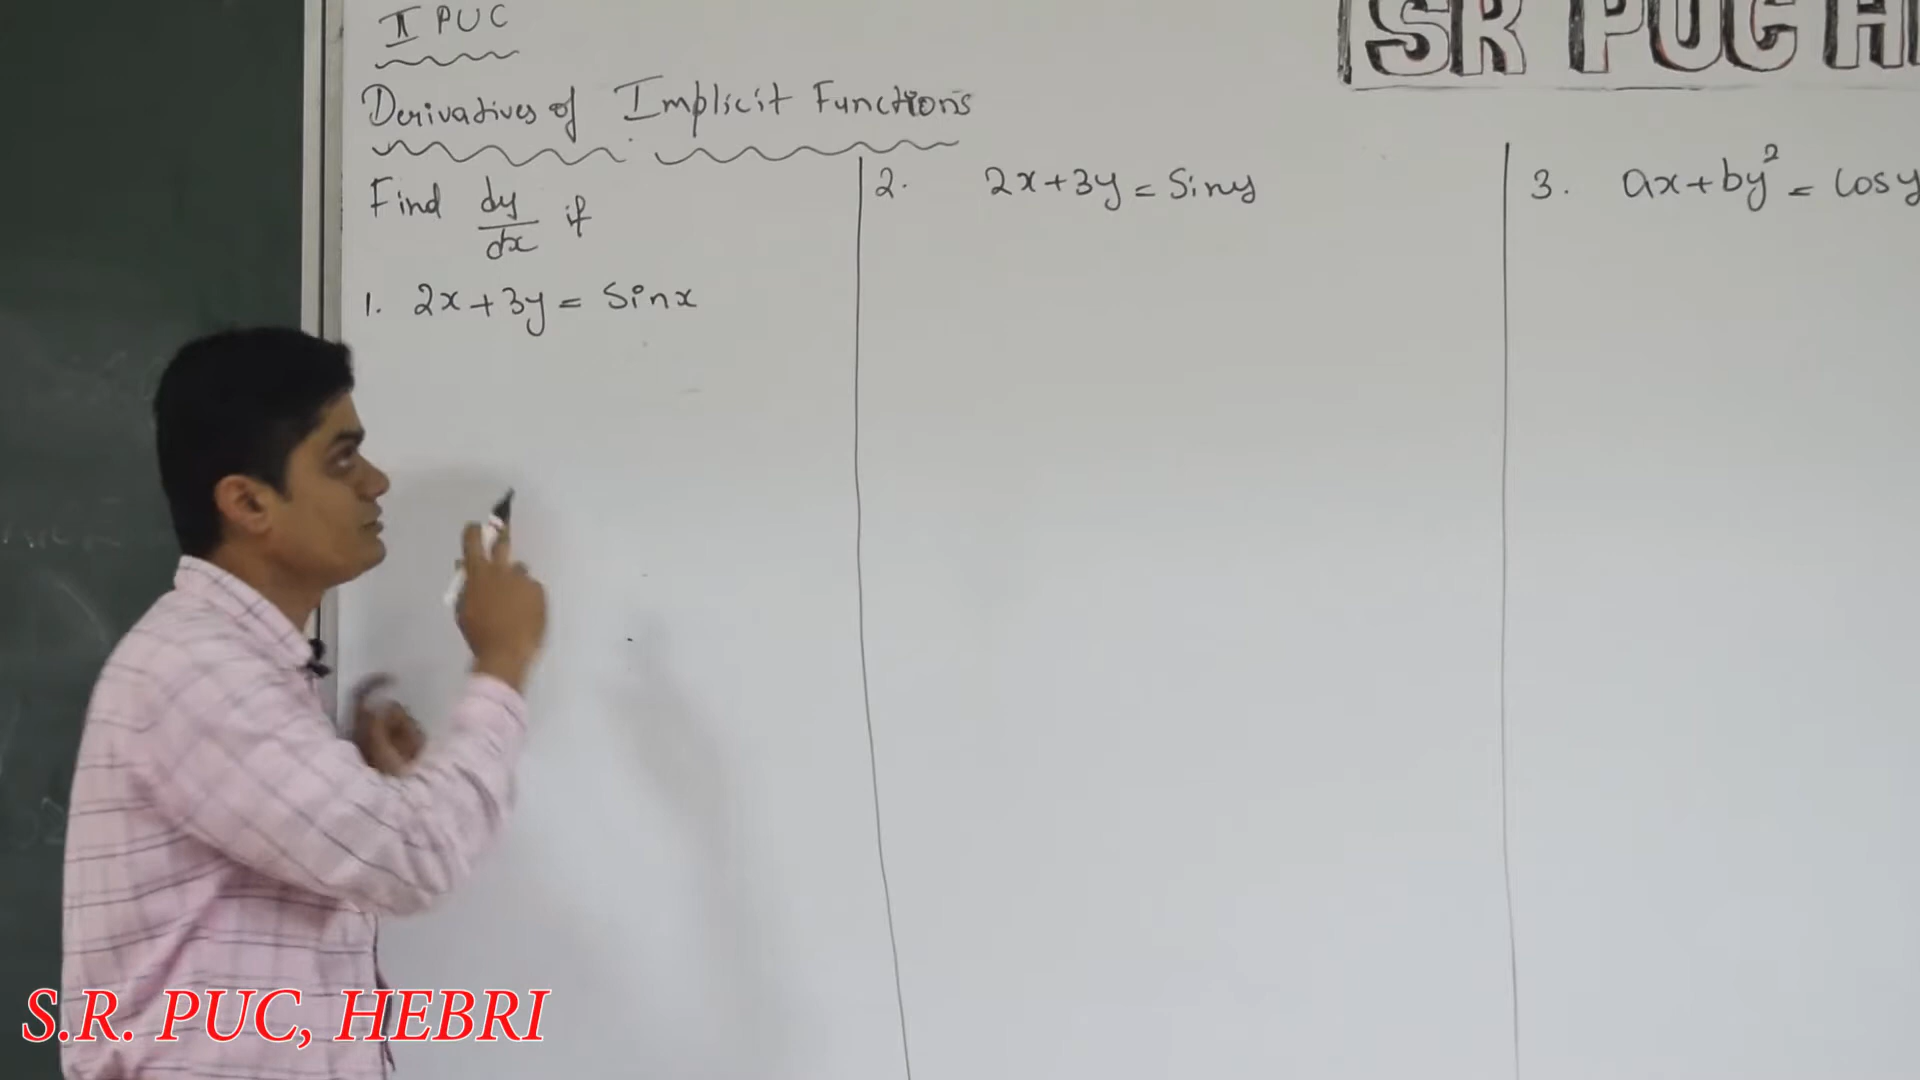 II PUC
SR PUC H
Derivatives of Implicit Functions
Find dy/dx if
1. 2x+3y = Sinx
2. 2x+3y = Siny
3. ax+by² = Cosy
S.R. PUC, HEBRI